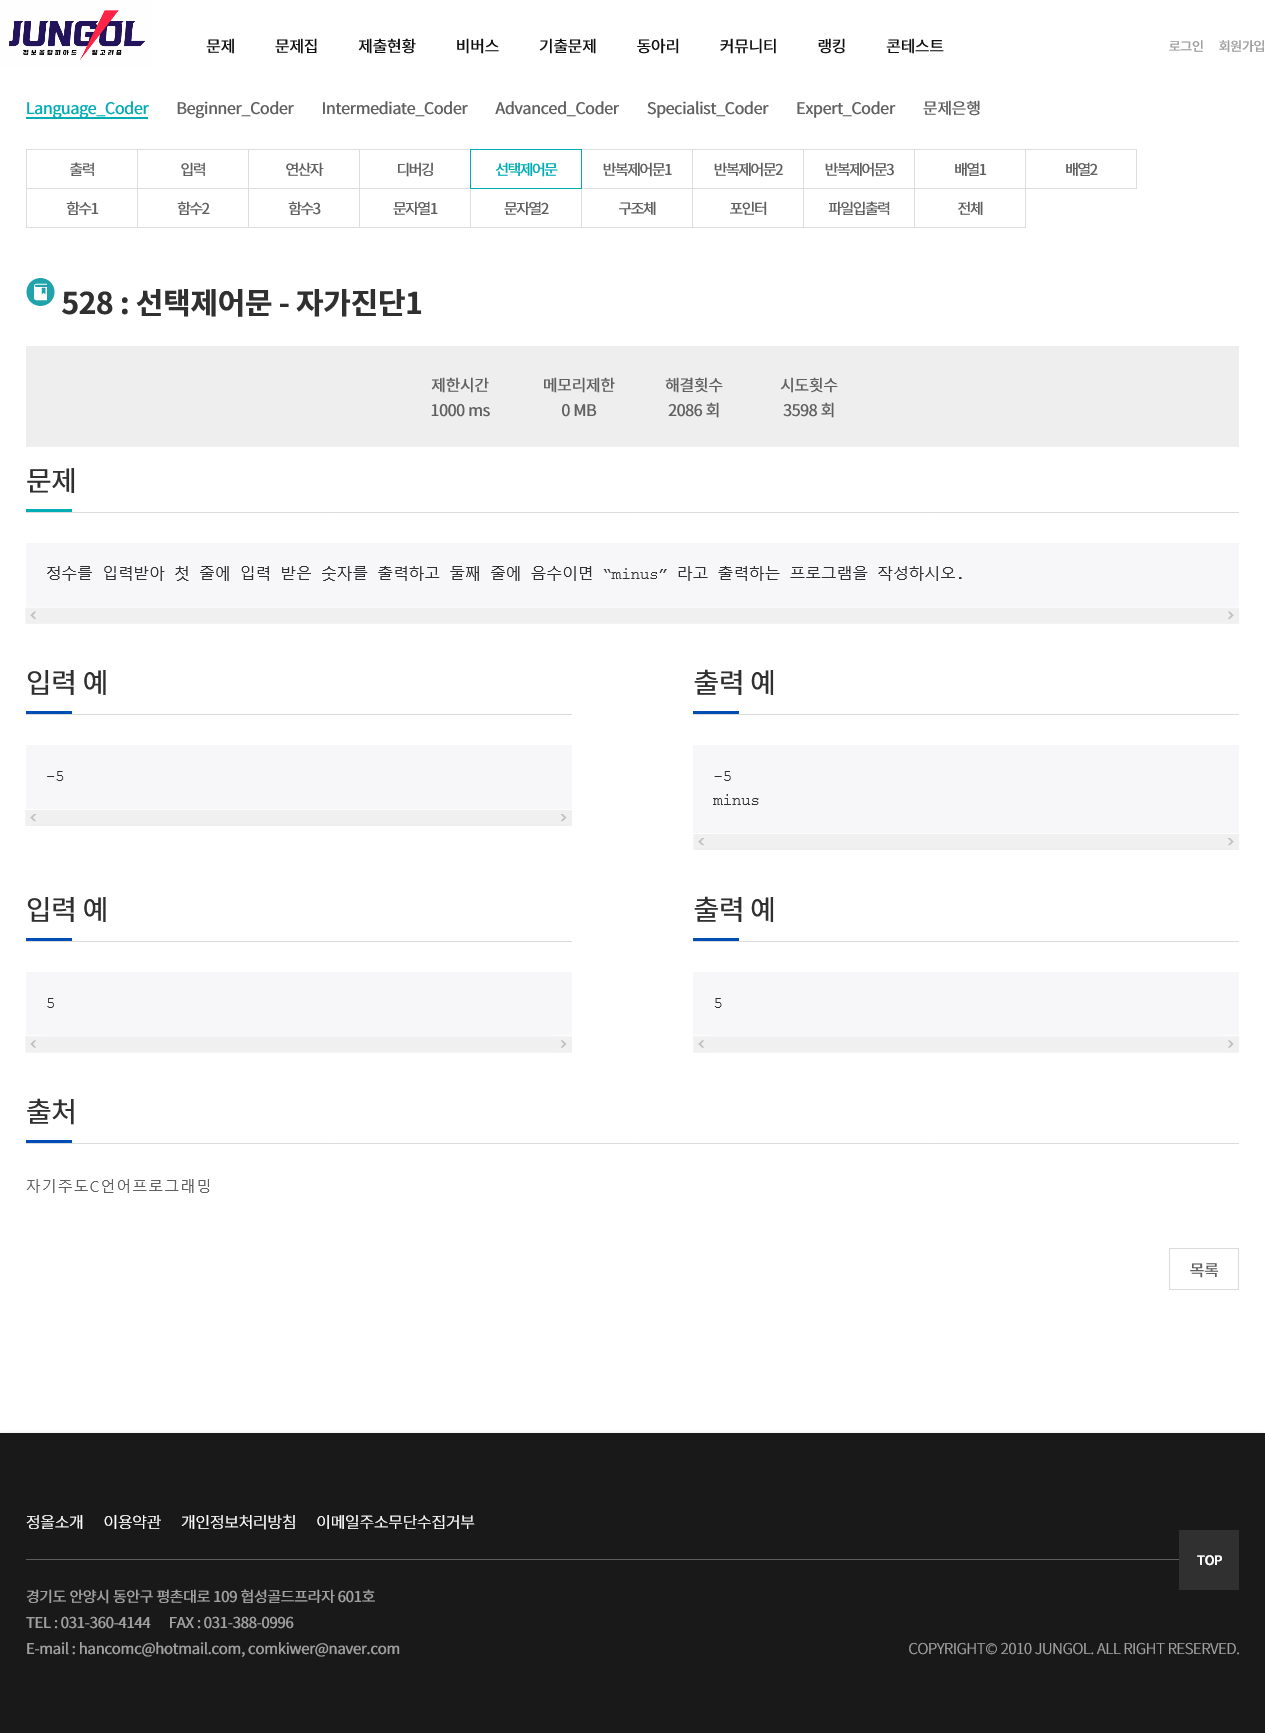 JUNGOL
정보올림피아드 알고리즘
문제 문제집 제출현황 비버스 기출문제 동아리 커뮤니티 랭킹 콘테스트 로그인 회원가입
Language_Coder Beginner_Coder Intermediate_Coder Advanced_Coder Specialist_Coder Expert_Coder 문제은행
출력 입력 연산자 디버깅 선택제어문 반복제어문1 반복제어문2 반복제어문3 배열1 배열2
함수1 함수2 함수3 문자열1 문자열2 구조체 포인터 파일입출력 전체
528 : 선택제어문 - 자가진단1
제한시간 메모리제한 해결횟수 시도횟수
1000 ms 0 MB 2086 회 3598 회
문제
정수를 입력받아 첫 줄에 입력 받은 숫자를 출력하고 둘째 줄에 음수이면 “minus” 라고 출력하는 프로그램을 작성하시오.
입력 예 출력 예
-5 -5
minus
입력 예 출력 예
5 5
출처
자기주도C언어프로그래밍
목록
정올소개 이용약관 개인정보처리방침 이메일주소무단수집거부
TOP
경기도 안양시 동안구 평촌대로 109 협성골드프라자 601호
TEL : 031-360-4144 FAX : 031-388-0996
E-mail : hancomc@hotmail.com, comkiwer@naver.com COPYRIGHT© 2010 JUNGOL. ALL RIGHT RESERVED.